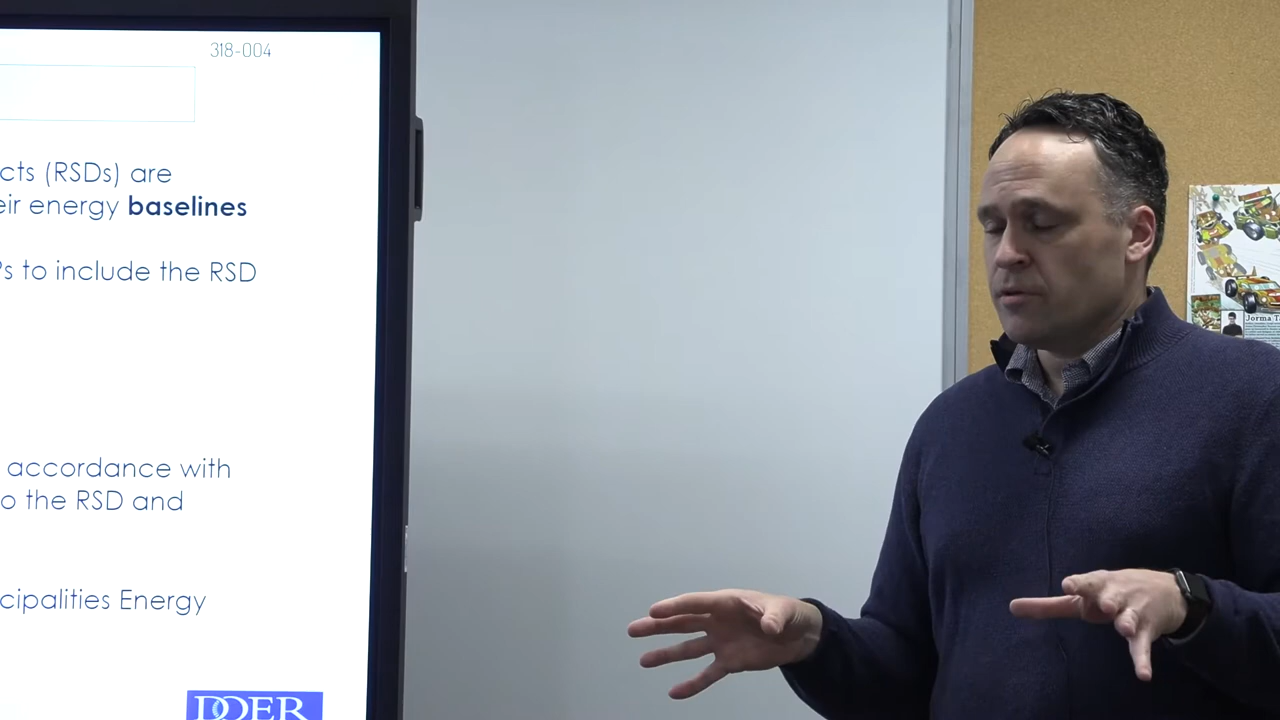 318-004
cts (RSDs) are
eir energy baselines
s to include the RSD
accordance with
o the RSD and
cipalities Energy
DOER
Jorma